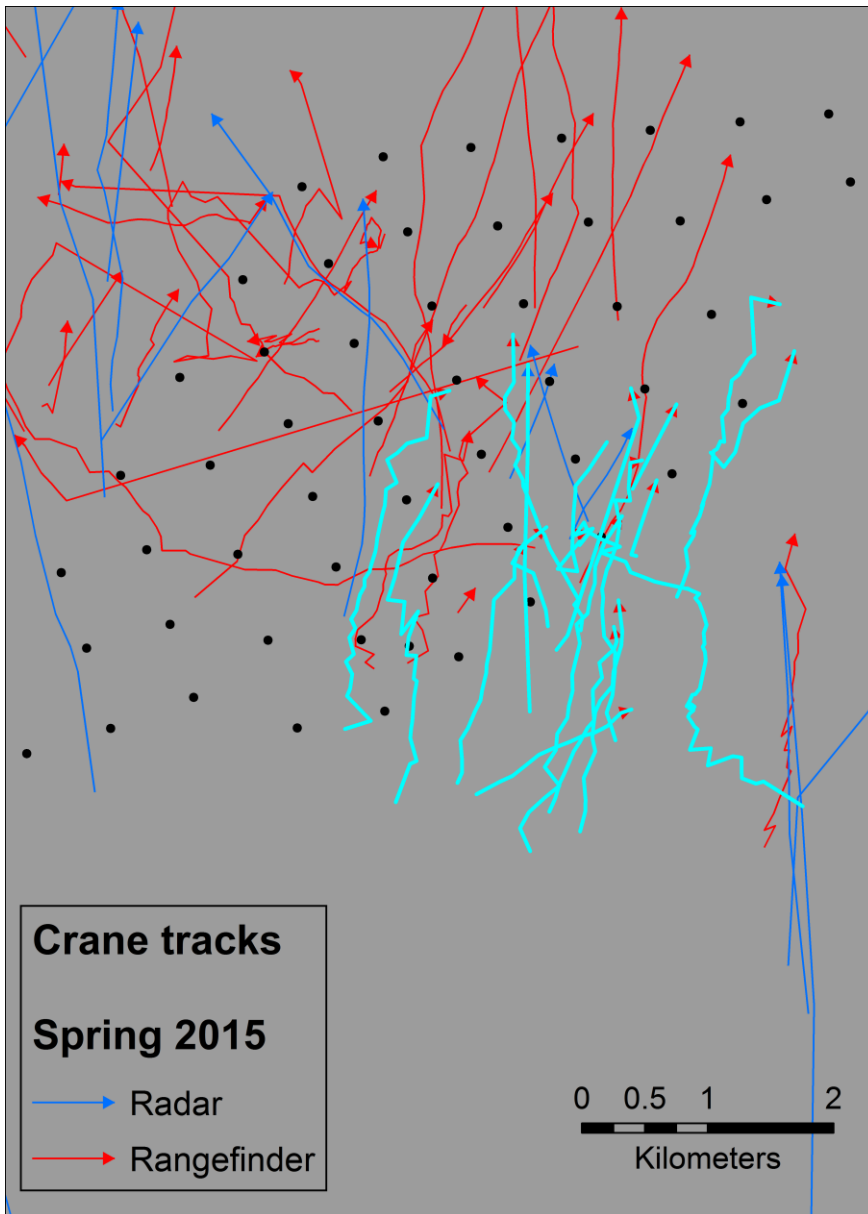 Crane tracks
Spring 2015
Radar
Rangefinder
0 0.5 1 2
Kilometers